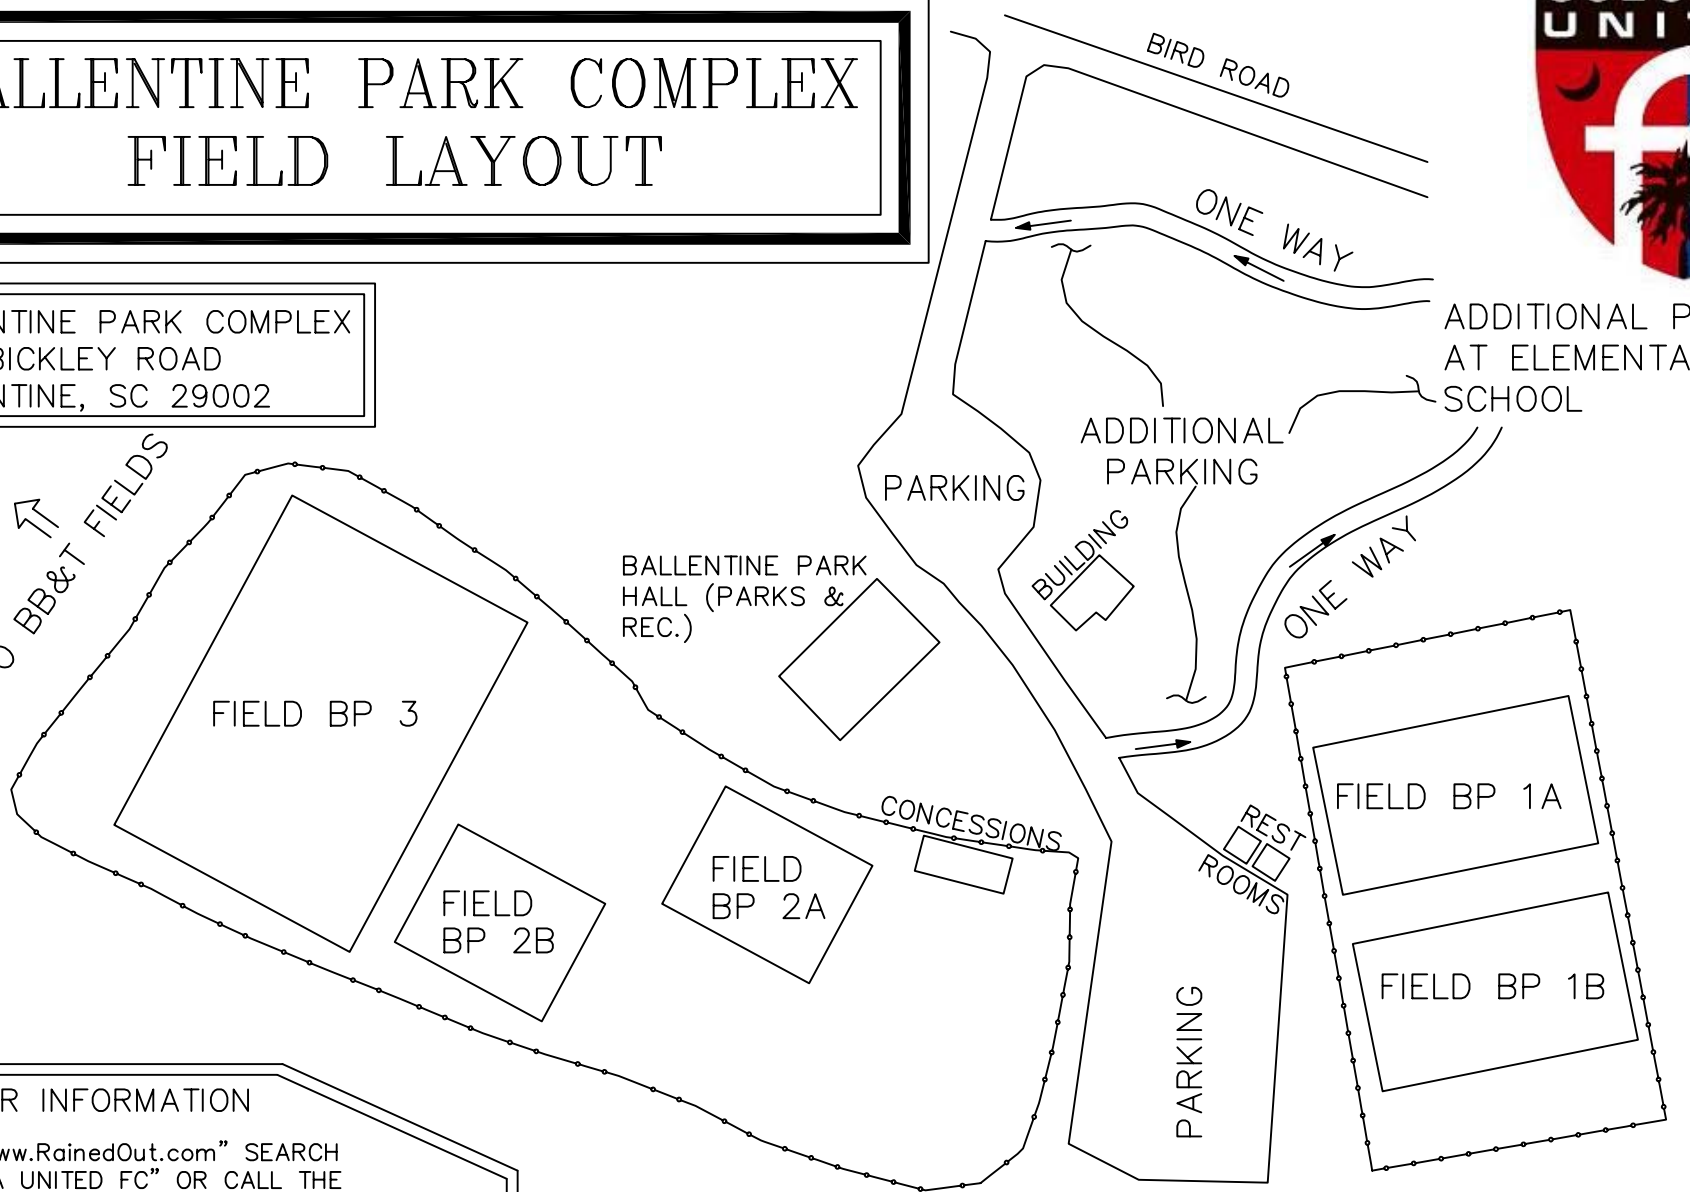 ALLENTINE PARK COMPLEX
FIELD LAYOUT
BIRD ROAD
UNIT
ONE WAY
NTINE PARK COMPLEX
BICKLEY ROAD
NTINE, SC 29002
ADDITIONAL P
AT ELEMENTA
SCHOOL
ADDITIONAL
PARKING
PARKING
O BB&T FIELDS
BUILDING
ONE WAY
BALLENTINE PARK
HALL (PARKS &
REC.)
FIELD BP 3
FIELD BP 1A
CONCESSIONS
REST
ROOMS
FIELD
BP 2A
FIELD
BP 2B
FIELD BP 1B
PARKING
R INFORMATION
ww.RainedOut.com" SEARCH
A UNITED FC" OR CALL THE